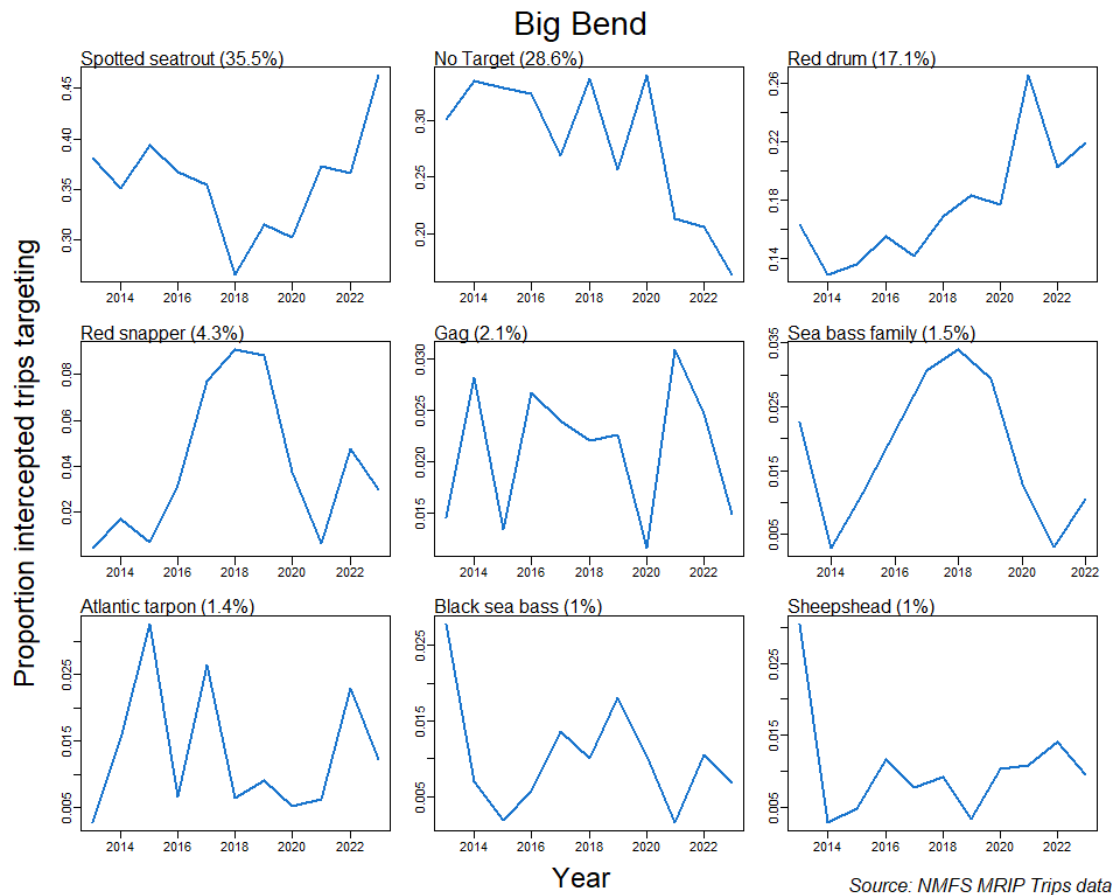 Big Bend
Proportion intercepted trips targeting
Spotted seatrout (35.5%)
0.45
0.40
0.35
0.30
2014 2016 2018 2020 2022
No Target (28.6%)
0.30
0.25
0.20
2014 2016 2018 2020 2022
Red drum (17.1%)
0.26
0.22
0.18
0.14
2014 2016 2018 2020 2022
Red snapper (4.3%)
0.08
0.06
0.04
0.02
2014 2016 2018 2020 2022
Gag (2.1%)
0.030
0.025
0.020
0.015
2014 2016 2018 2020 2022
Sea bass family (1.5%)
0.035
0.025
0.015
0.005
2014 2016 2018 2020 2022
Atlantic tarpon (1.4%)
0.025
0.015
0.005
2014 2016 2018 2020 2022
Black sea bass (1%)
0.025
0.015
0.005
2014 2016 2018 2020 2022
Sheepshead (1%)
0.025
0.015
0.005
2014 2016 2018 2020 2022
Year
Source: NMFS MRIP Trips data